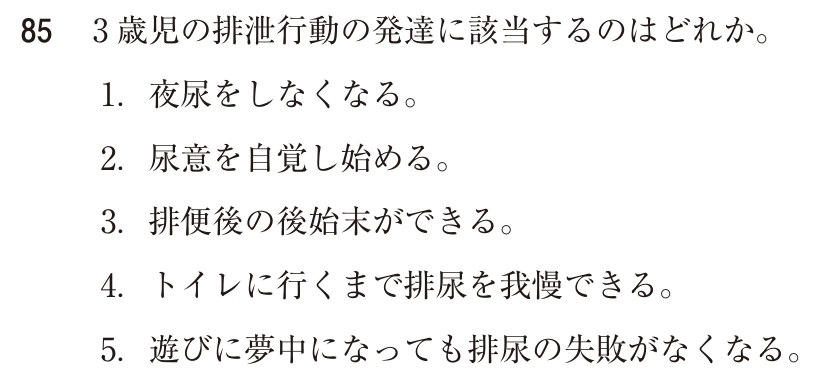 85 3歳児の排泄行動の発達に該当するのはどれか。
1. 夜尿をしなくなる。
2. 尿意を自覚し始める。
3. 排便後の後始末ができる。
4. トイレに行くまで排尿を我慢できる。
5. 遊びに夢中になっても排尿の失敗がなくなる。